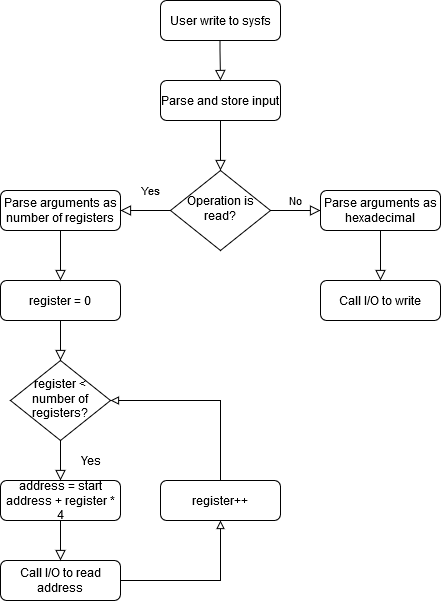 User write to sysfs
Parse and store input
Operation is
read?
Yes
No
Parse arguments as
number of registers
Parse arguments as
hexadecimal
register = 0
Call I/O to write
register <
number of
registers?
Yes
address = start
address + register *
4
register++
Call I/O to read
address